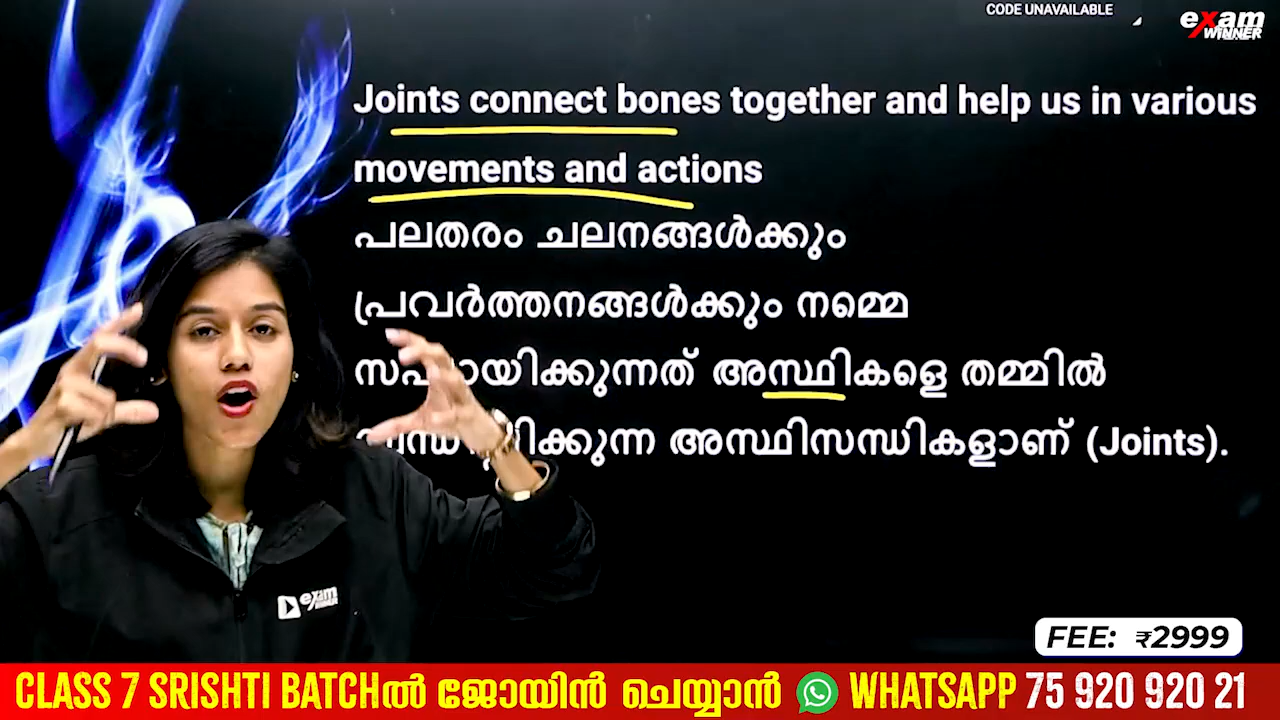 CODE UNAVAILABLE
exam
WINNER
Joints connect bones together and help us in various
movements and actions
പലതരം ചലനങ്ങൾക്കും
പ്രവർത്തനങ്ങൾക്കും നമ്മെ
അസ്ഥികളെ തമ്മിൽ
അസ്ഥിസന്ധികളാണ് (Joints).
exam
WINNER
FEE: ₹2999
CLASS 7 SRISHTI BATCHൽ ജോയിൻ ചെയ്യാൻ WHATSAPP 75 920 920 21